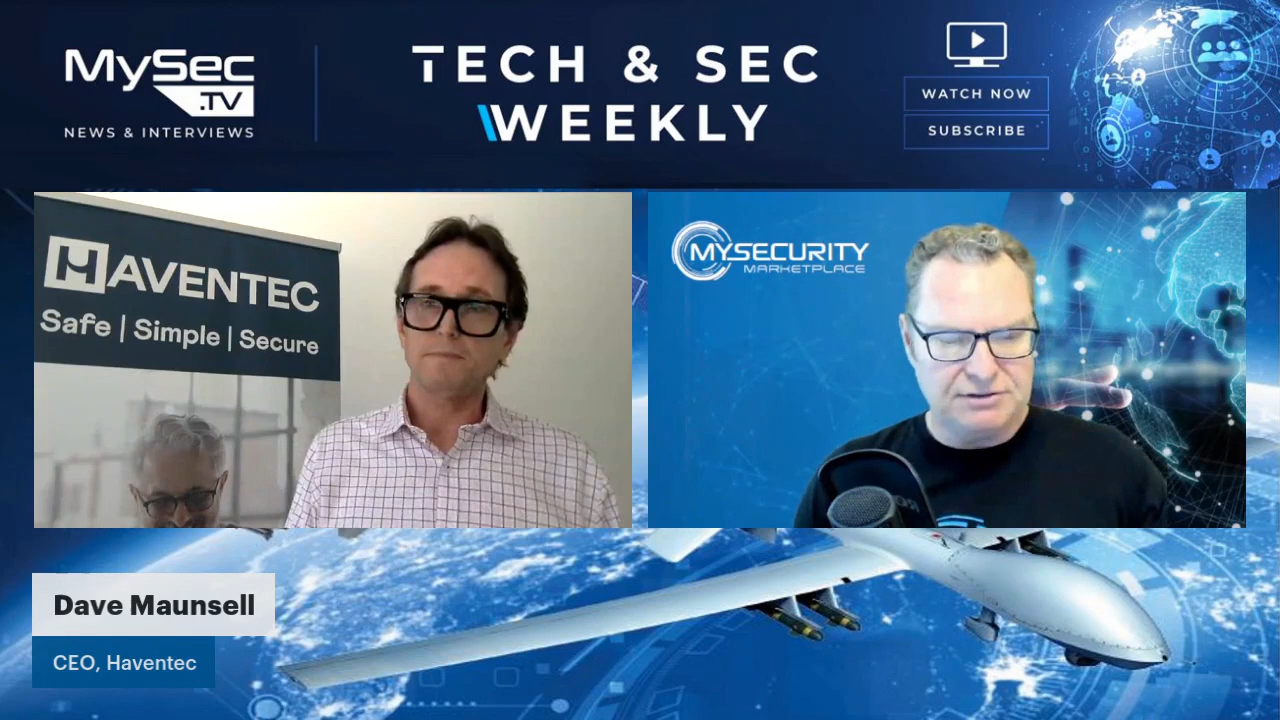 MySec
.TV
NEWS & INTERVIEWS
TECH & SEC
WEEKLY
WATCH NOW
SUBSCRIBE
HAVENTEC
Safe | Simple | Secure
MYSECURITY
MARKETPLACE
Dave Maunsell
CEO, Haventec